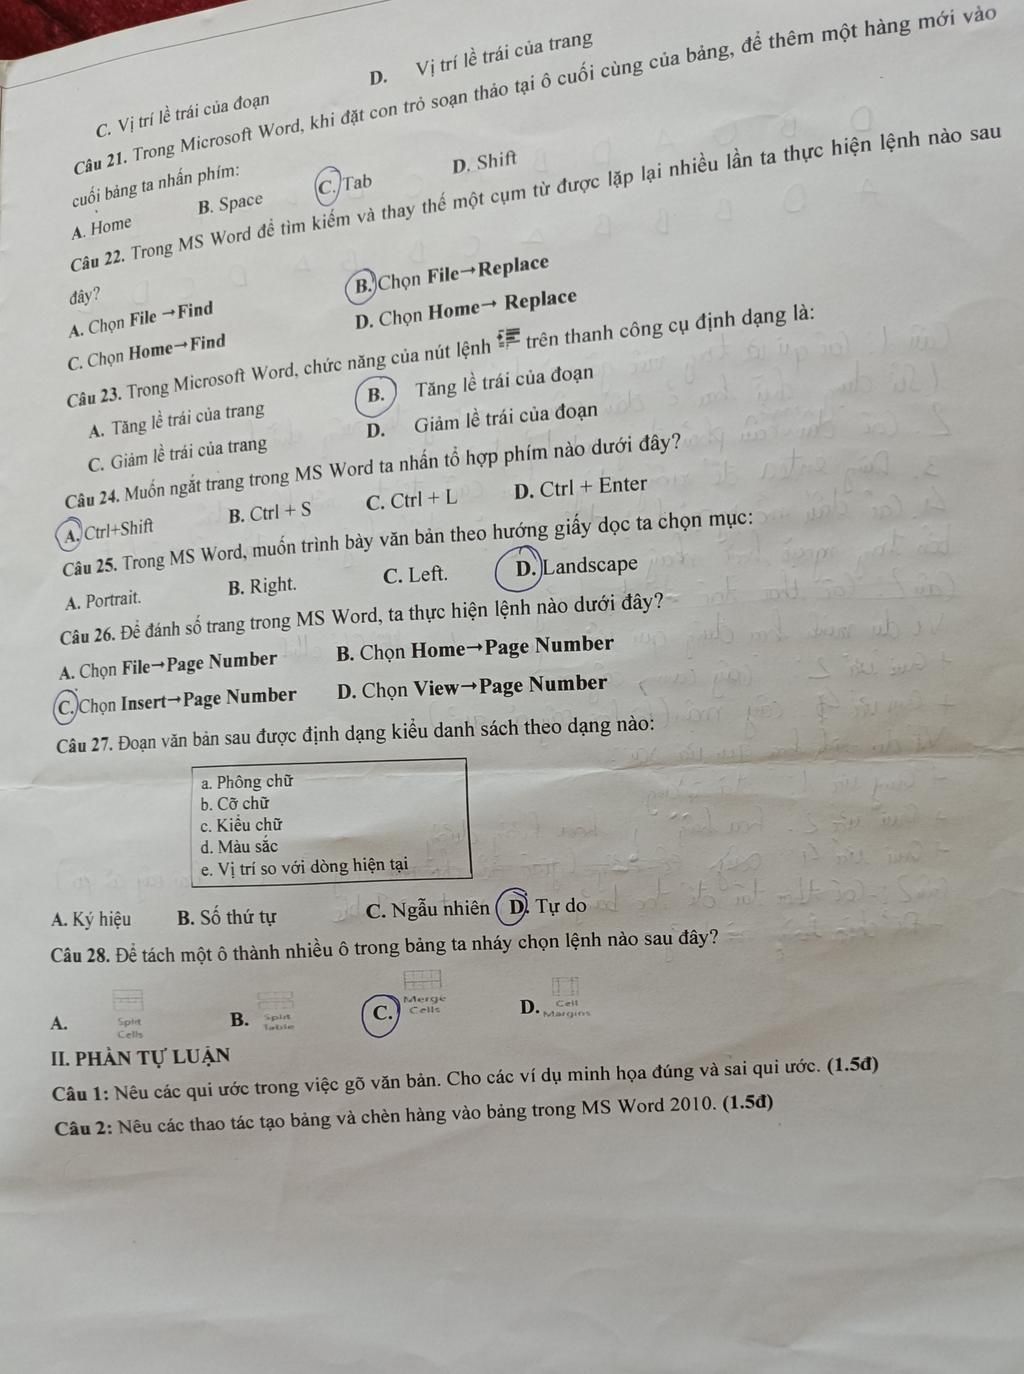 C. Vị trí lề trái của đoạn D. Vị trí lề trái của trang
Câu 21. Trong Microsoft Word, khi đặt con trỏ soạn thảo tại ô cuối cùng của bảng, để thêm một hàng mới vào
cuối bảng ta nhấn phím:
A. Home B. Space C. Tab D. Shift
Câu 22. Trong MS Word để tìm kiếm và thay thế một cụm từ được lặp lại nhiều lần ta thực hiện lệnh nào sau
đây?
A. Chọn File→Find B. Chọn File→Replace
C. Chọn Home→Find D. Chọn Home→ Replace
Câu 23. Trong Microsoft Word, chức năng của nút lệnh trên thanh công cụ định dạng là:
A. Tăng lề trái của trang B. Tăng lề trái của đoạn
C. Giảm lề trái của trang D. Giảm lề trái của đoạn
Câu 24. Muốn ngắt trang trong MS Word ta nhấn tổ hợp phím nào dưới đây?
A. Ctrl+Shift B. Ctrl + S C. Ctrl + L D. Ctrl + Enter
Câu 25. Trong MS Word, muốn trình bày văn bản theo hướng giấy dọc ta chọn mục:
A. Portrait. B. Right. C. Left. D. Landscape
Câu 26. Để đánh số trang trong MS Word, ta thực hiện lệnh nào dưới đây?
A. Chọn File→Page Number B. Chọn Home→Page Number
C. Chọn Insert→Page Number D. Chọn View→Page Number
Câu 27. Đoạn văn bản sau được định dạng kiểu danh sách theo dạng nào:
a. Phông chữ
b. Cỡ chữ
c. Kiểu chữ
d. Màu sắc
e. Vị trí so với dòng hiện tại
A. Ký hiệu B. Số thứ tự C. Ngẫu nhiên D. Tự do
Câu 28. Để tách một ô thành nhiều ô trong bảng ta nháy chọn lệnh nào sau đây?
A. Split Cells B. Split Table C. Merge Cells D. Cell Margins
II. PHẦN TỰ LUẬN
Câu 1: Nêu các qui ước trong việc gõ văn bản. Cho các ví dụ minh họa đúng và sai qui ước. (1.5đ)
Câu 2: Nêu các thao tác tạo bảng và chèn hàng vào bảng trong MS Word 2010. (1.5đ)